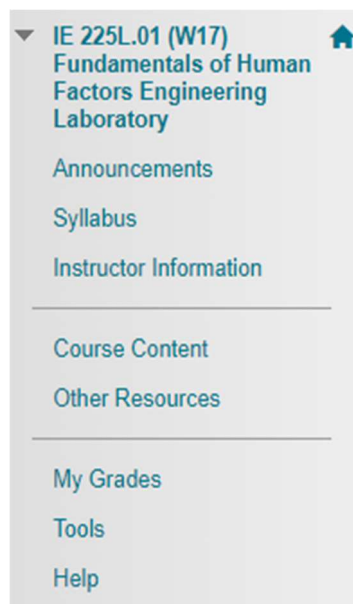 IE 225L.01 (W17)
Fundamentals of Human
Factors Engineering
Laboratory
Announcements
Syllabus
Instructor Information
Course Content
Other Resources
My Grades
Tools
Help